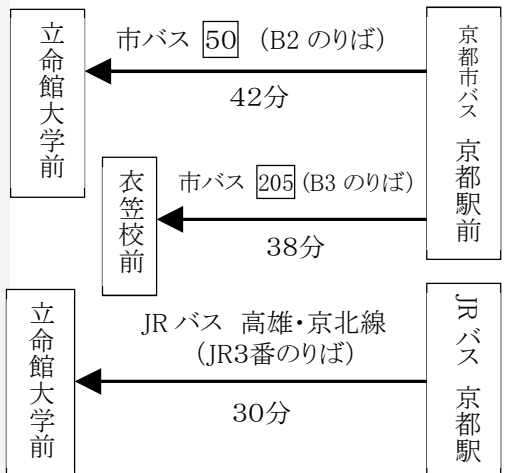 立命館大学前
市バス 50 (B2 のりば)
42分
京都市バス 京都駅前
衣笠校前
市バス 205 (B3 のりば)
38分
立命館大学前
JR バス 高雄・京北線
(JR3番のりば)
30分
JRバス 京都駅